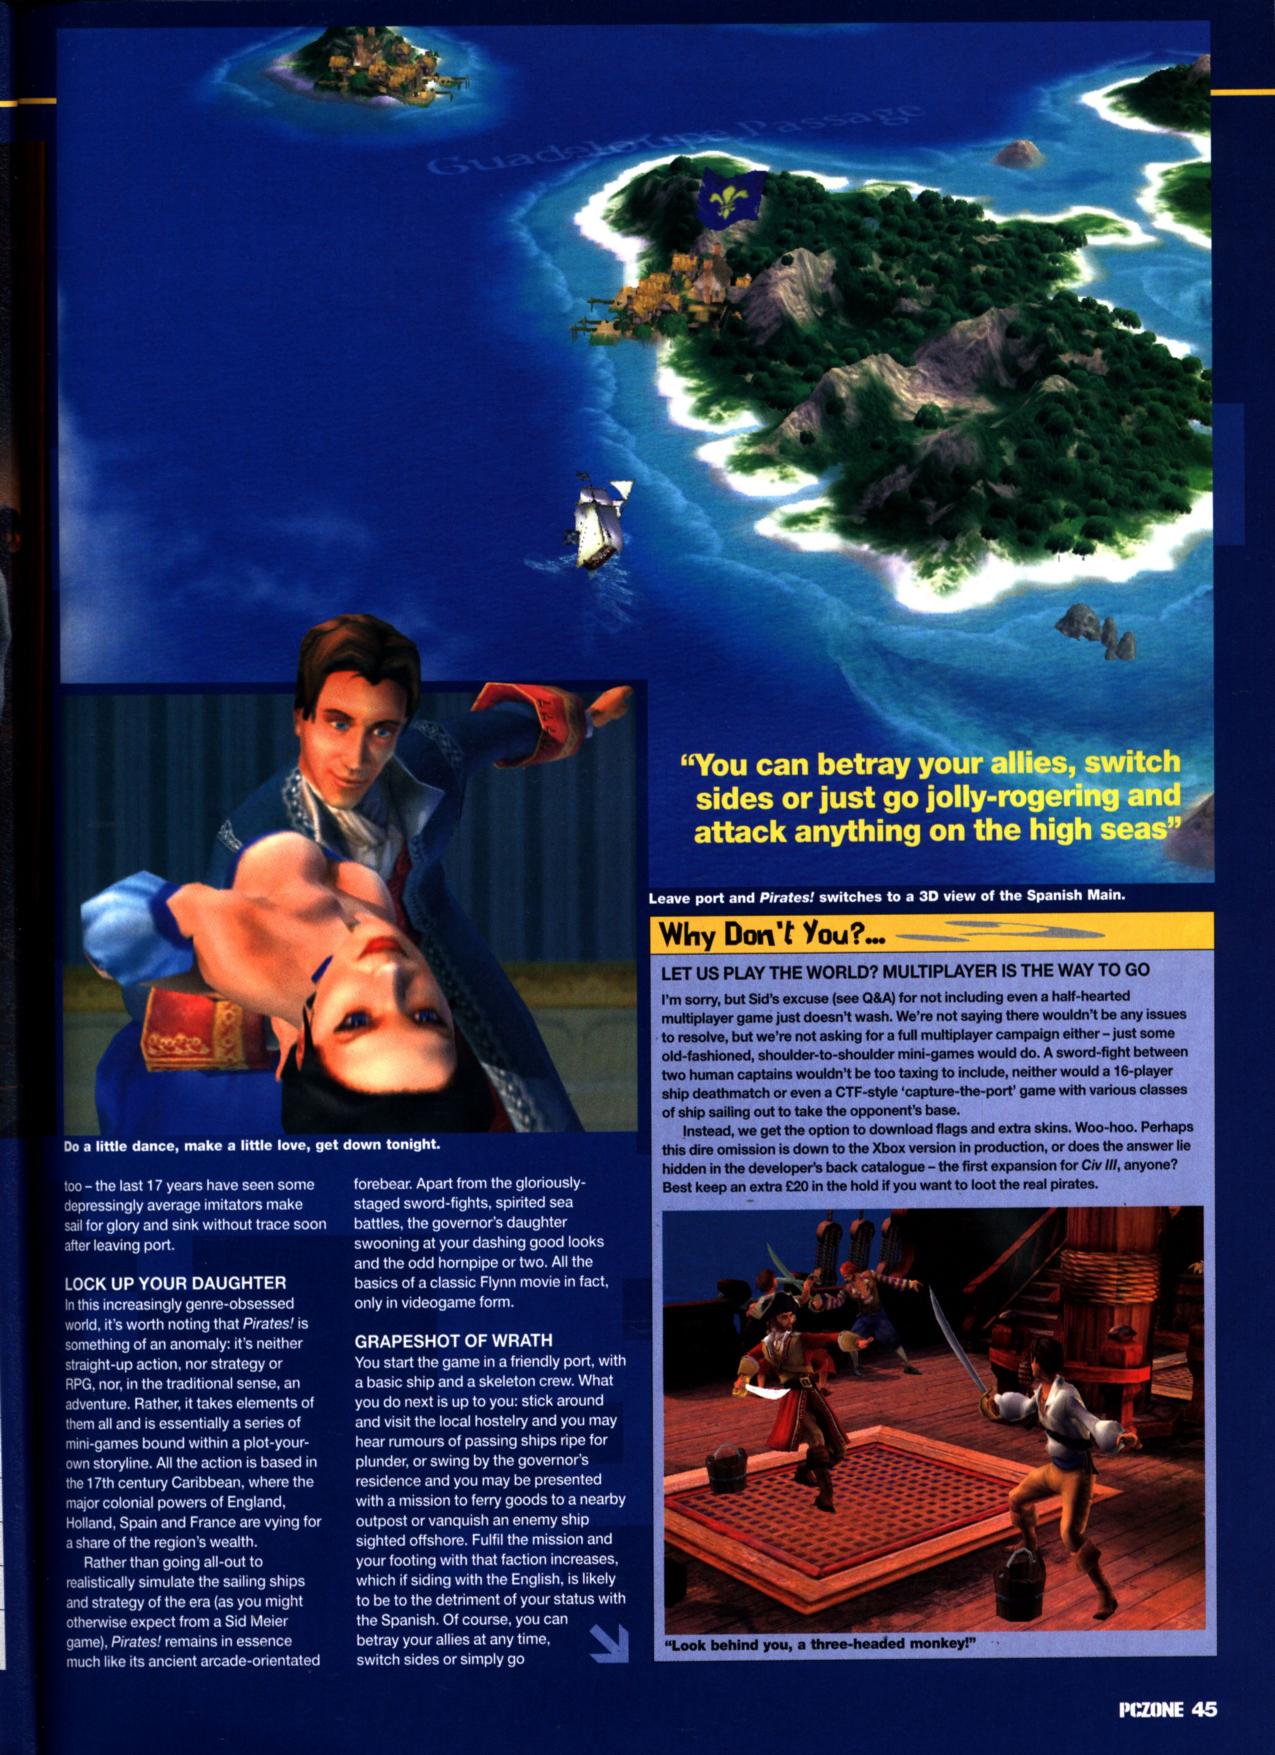 Guadaloupe Passage
“You can betray your allies, switch
sides or just go jolly-rogering and
attack anything on the high seas”
Leave port and Pirates! switches to a 3D view of the Spanish Main.
Do a little dance, make a little love, get down tonight.
too – the last 17 years have seen some
depressingly average imitators make
sail for glory and sink without trace soon
after leaving port.
LOCK UP YOUR DAUGHTER
In this increasingly genre-obsessed
world, it's worth noting that Pirates! is
something of an anomaly: it's neither
straight-up action, nor strategy or
RPG, nor, in the traditional sense, an
adventure. Rather, it takes elements of
them all and is essentially a series of
mini-games bound within a plot-your-
own storyline. All the action is based in
the 17th century Caribbean, where the
major colonial powers of England,
Holland, Spain and France are vying for
a share of the region's wealth.
Rather than going all-out to
realistically simulate the sailing ships
and strategy of the era (as you might
otherwise expect from a Sid Meier
game), Pirates! remains in essence
much like its ancient arcade-orientated
forebear. Apart from the gloriously-
staged sword-fights, spirited sea
battles, the governor's daughter
swooning at your dashing good looks
and the odd hornpipe or two. All the
basics of a classic Flynn movie in fact,
only in videogame form.
GRAPESHOT OF WRATH
You start the game in a friendly port, with
a basic ship and a skeleton crew. What
you do next is up to you: stick around
and visit the local hostelry and you may
hear rumours of passing ships ripe for
plunder, or swing by the governor's
residence and you may be presented
with a mission to ferry goods to a nearby
outpost or vanquish an enemy ship
sighted offshore. Fulfil the mission and
your footing with that faction increases,
which if siding with the English, is likely
to be to the detriment of your status with
the Spanish. Of course, you can
betray your allies at any time,
switch sides or simply go
Why Don't You?...
LET US PLAY THE WORLD? MULTIPLAYER IS THE WAY TO GO
I'm sorry, but Sid's excuse (see Q&A) for not including even a half-hearted
multiplayer game just doesn't wash. We're not saying there wouldn't be any issues
to resolve, but we're not asking for a full multiplayer campaign either – just some
old-fashioned, shoulder-to-shoulder mini-games would do. A sword-fight between
two human captains wouldn't be too taxing to include, neither would a 16-player
ship deathmatch or even a CTF-style ‘capture-the-port’ game with various classes
of ship sailing out to take the opponent's base.
Instead, we get the option to download flags and extra skins. Woo-hoo. Perhaps
this dire omission is down to the Xbox version in production, or does the answer lie
hidden in the developer's back catalogue – the first expansion for Civ III, anyone?
Best keep an extra £20 in the hold if you want to loot the real pirates.
“Look behind you, a three-headed monkey!”
PCZONE 45